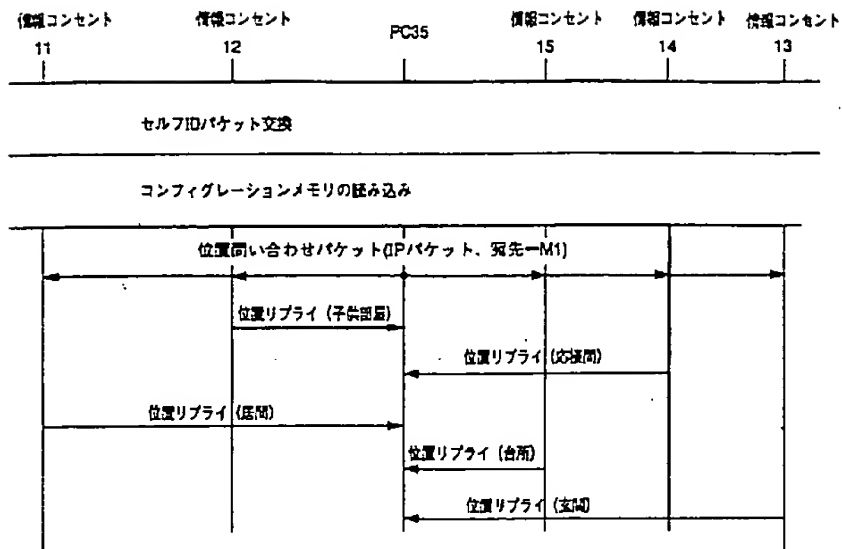 情報コンセント
11
情報コンセント
12
PC35
情報コンセント
15
情報コンセント
14
情報コンセント
13
セルフIDパケット交換
コンフィグレーションメモリの読み込み
位置問い合わせパケット(IPパケット、宛先=M1)
位置リプライ (子供部屋)
位置リプライ (応接間)
位置リプライ (居間)
位置リプライ (台所)
位置リプライ (玄関)